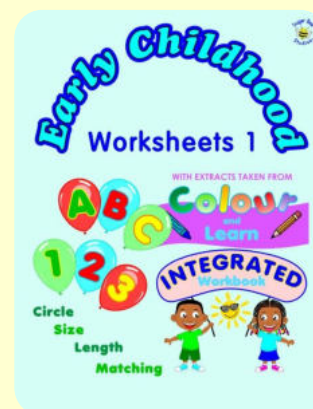 Early Childhood
Worksheets 1
WITH EXTRACTS TAKEN FROM
Colour
and
Learn
A B C
1 2 3
INTEGRATED
Workbook
Circle
Size
Length
Matching